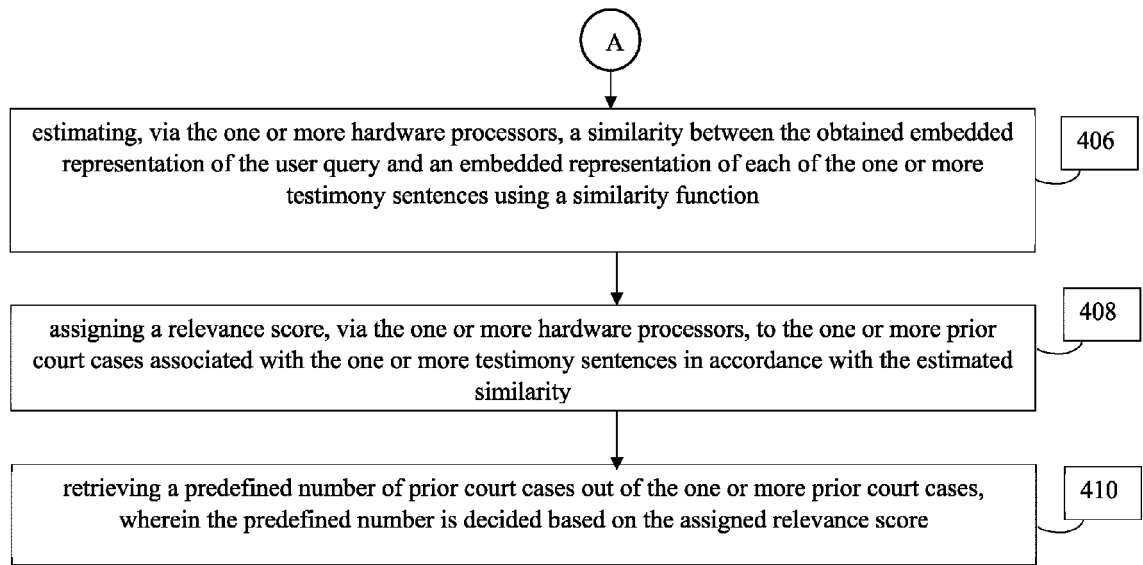 A
estimating, via the one or more hardware processors, a similarity between the obtained embedded
representation of the user query and an embedded representation of each of the one or more
testimony sentences using a similarity function
406
assigning a relevance score, via the one or more hardware processors, to the one or more prior
court cases associated with the one or more testimony sentences in accordance with the estimated
similarity
408
retrieving a predefined number of prior court cases out of the one or more prior court cases,
wherein the predefined number is decided based on the assigned relevance score
410